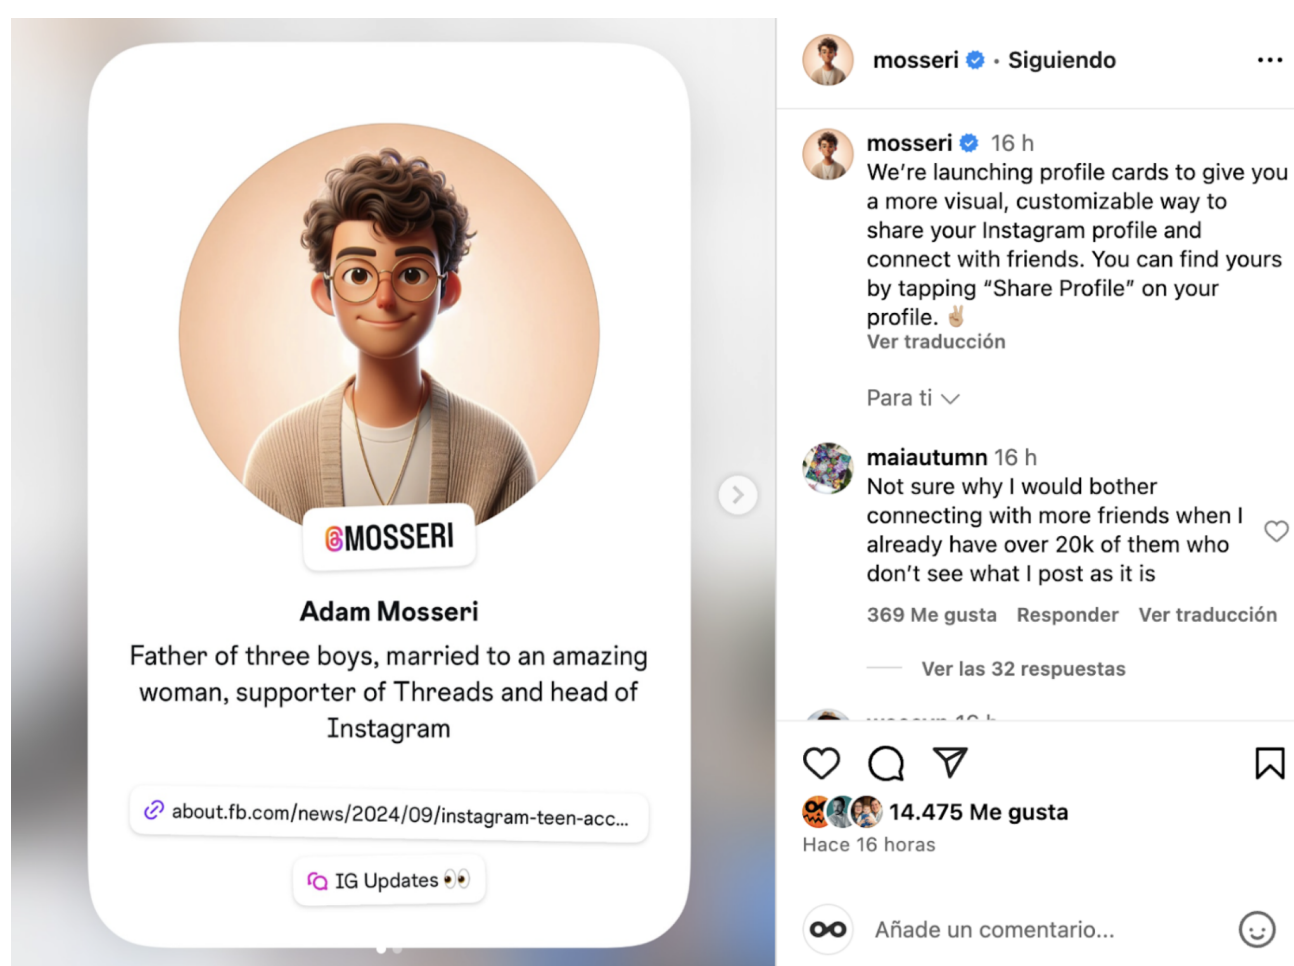 @MOSSERI
Adam Mosseri
Father of three boys, married to an amazing
woman, supporter of Threads and head of
Instagram
about.fb.com/news/2024/09/instagram-teen-acc...
IG Updates 👀
mosseri • Siguiendo
mosseri 16 h
We’re launching profile cards to give you
a more visual, customizable way to
share your Instagram profile and
connect with friends. You can find yours
by tapping “Share Profile” on your
profile. ✌🏼
Ver traducción
Para ti
maiautumn 16 h
Not sure why I would bother
connecting with more friends when I
already have over 20k of them who
don’t see what I post as it is
369 Me gusta Responder Ver traducción
Ver las 32 respuestas
16 h
14.475 Me gusta
Hace 16 horas
Añade un comentario...